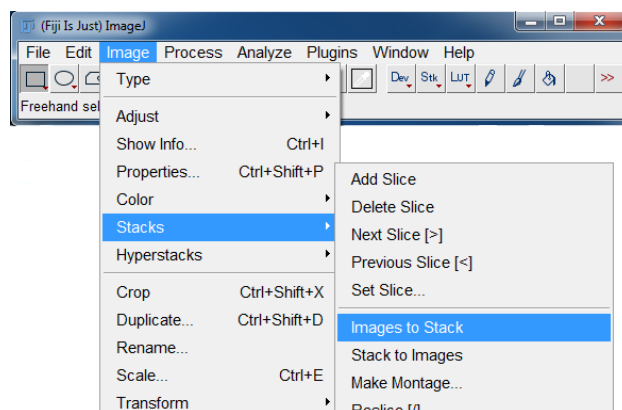 (Fiji Is Just) ImageJ
File Edit Image Process Analyze Plugins Window Help
Dev Stk LUT >>
Freehand sel
Type
Adjust
Show Info... Ctrl+I
Properties... Ctrl+Shift+P
Color
Stacks
Hyperstacks
Crop Ctrl+Shift+X
Duplicate... Ctrl+Shift+D
Rename...
Scale... Ctrl+E
Transform
Add Slice
Delete Slice
Next Slice [>]
Previous Slice [<]
Set Slice...
Images to Stack
Stack to Images
Make Montage...
Reslice [/]